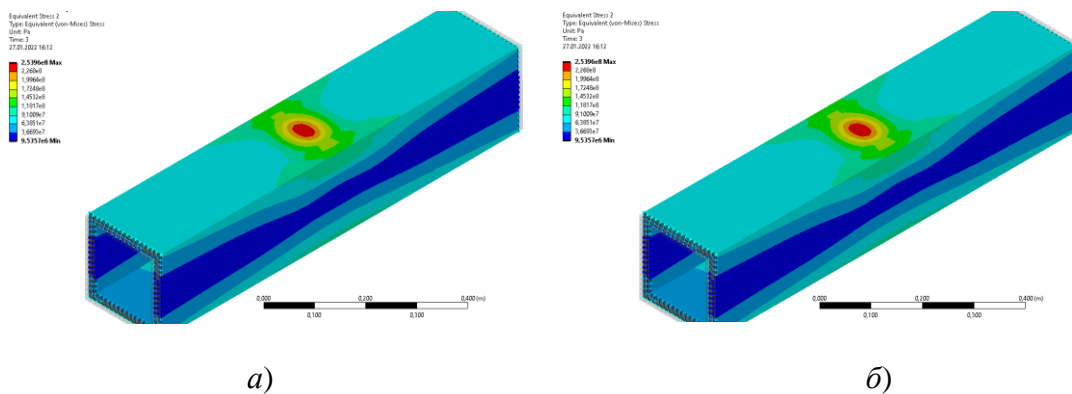 Equivalent Stress 2
Type: Equivalent (von-Mises) Stress
Unit: Pa
Time: 3
27.01.2022 16:12
2,5396e8 Max
2,268e8
1,9964e8
1,7248e8
1,4532e8
1,1817e8
9,1009e7
6,3851e7
3,6693e7
9,5357e6 Min
0,000
0,200
0,400 (m)
0,100
0,300
а)
Equivalent Stress 2
Type: Equivalent (von-Mises) Stress
Unit: Pa
Time: 3
27.01.2022 16:12
2,5396e8 Max
2,268e8
1,9964e8
1,7248e8
1,4532e8
1,1817e8
9,1009e7
6,3851e7
3,6693e7
9,5357e6 Min
0,000
0,200
0,400 (m)
0,100
0,300
б)